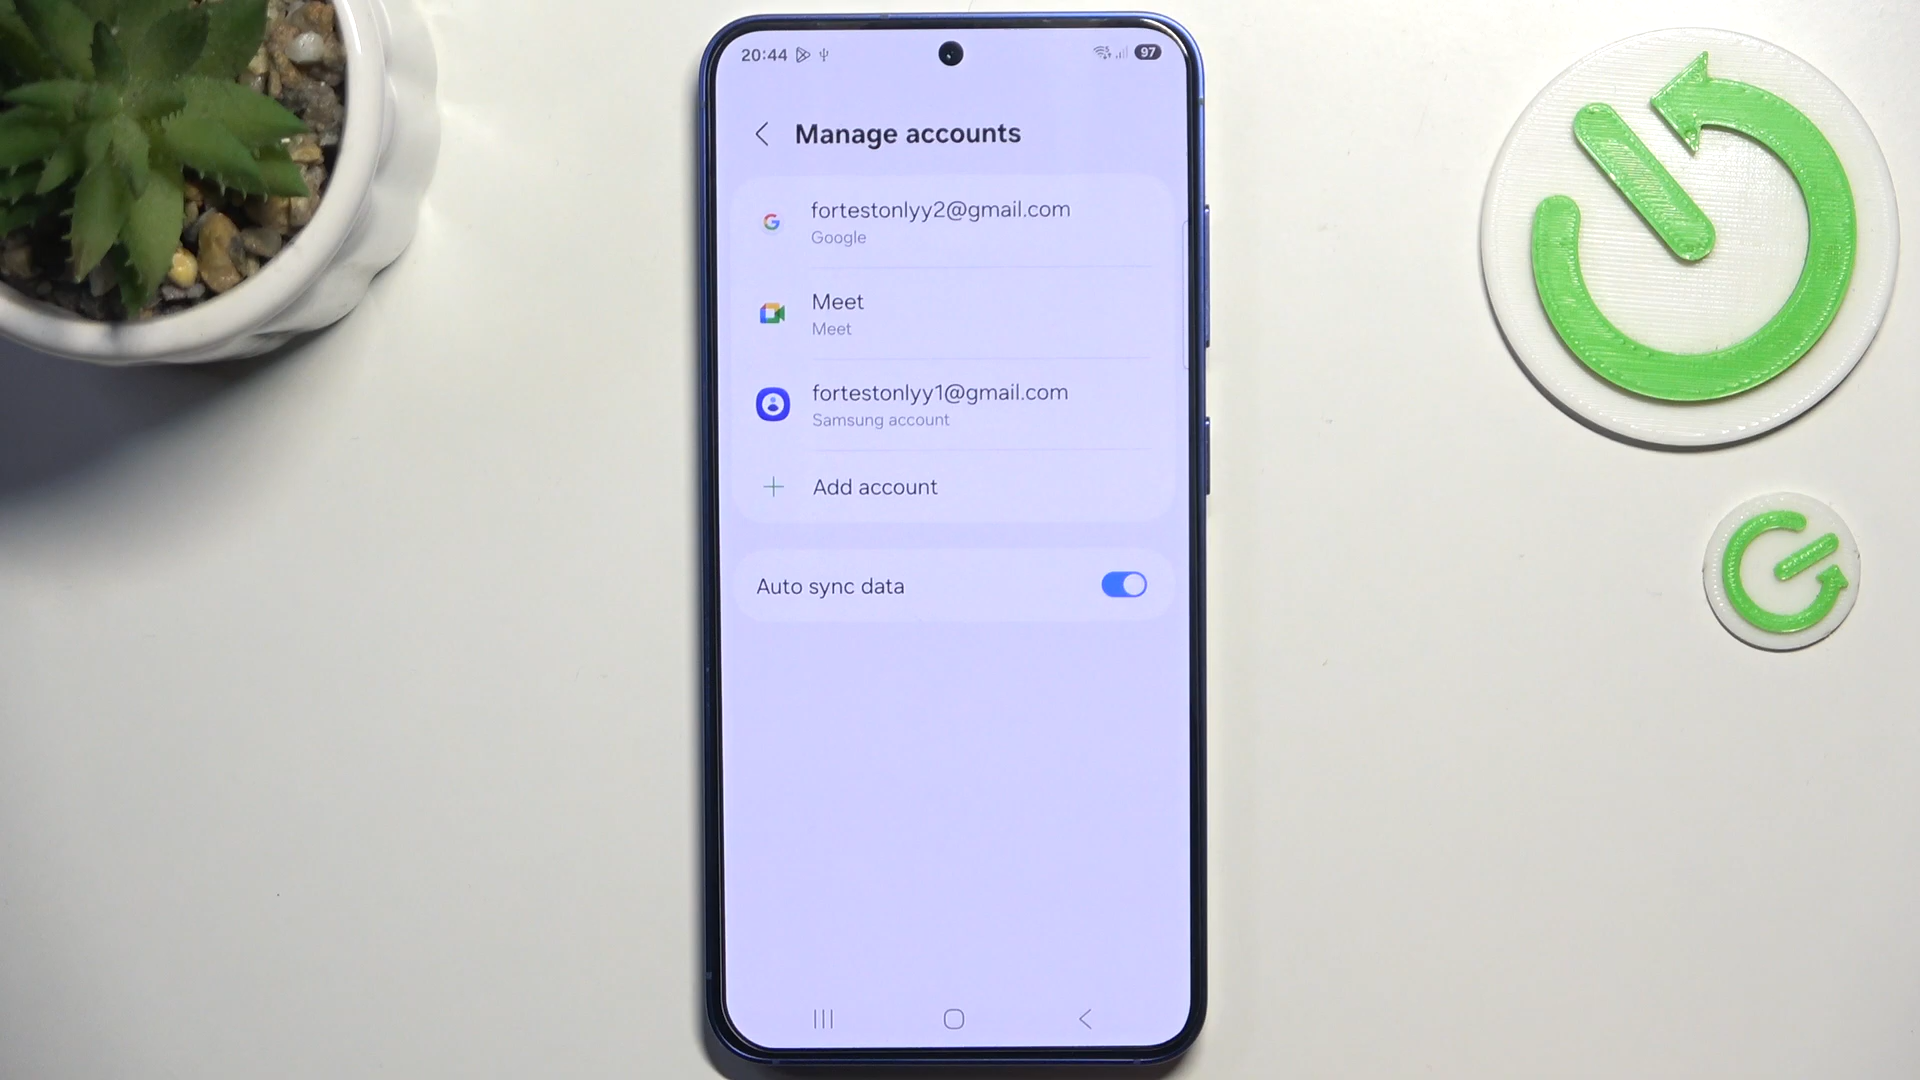 20:44
97
Manage accounts
fortestonlyy2@gmail.com
Google
Meet
Meet
fortestonlyy1@gmail.com
Samsung account
Add account
Auto sync data